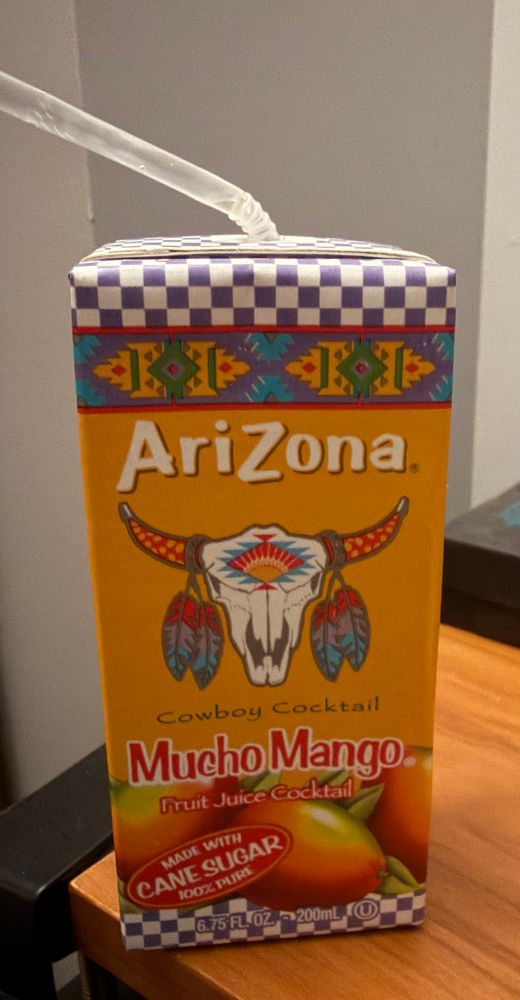 AriZona®
Cowboy Cocktail
Mucho Mango®
Fruit Juice Cocktail
MADE WITH
CANE SUGAR
100% PURE
6.75 FL. OZ. - 200mL U